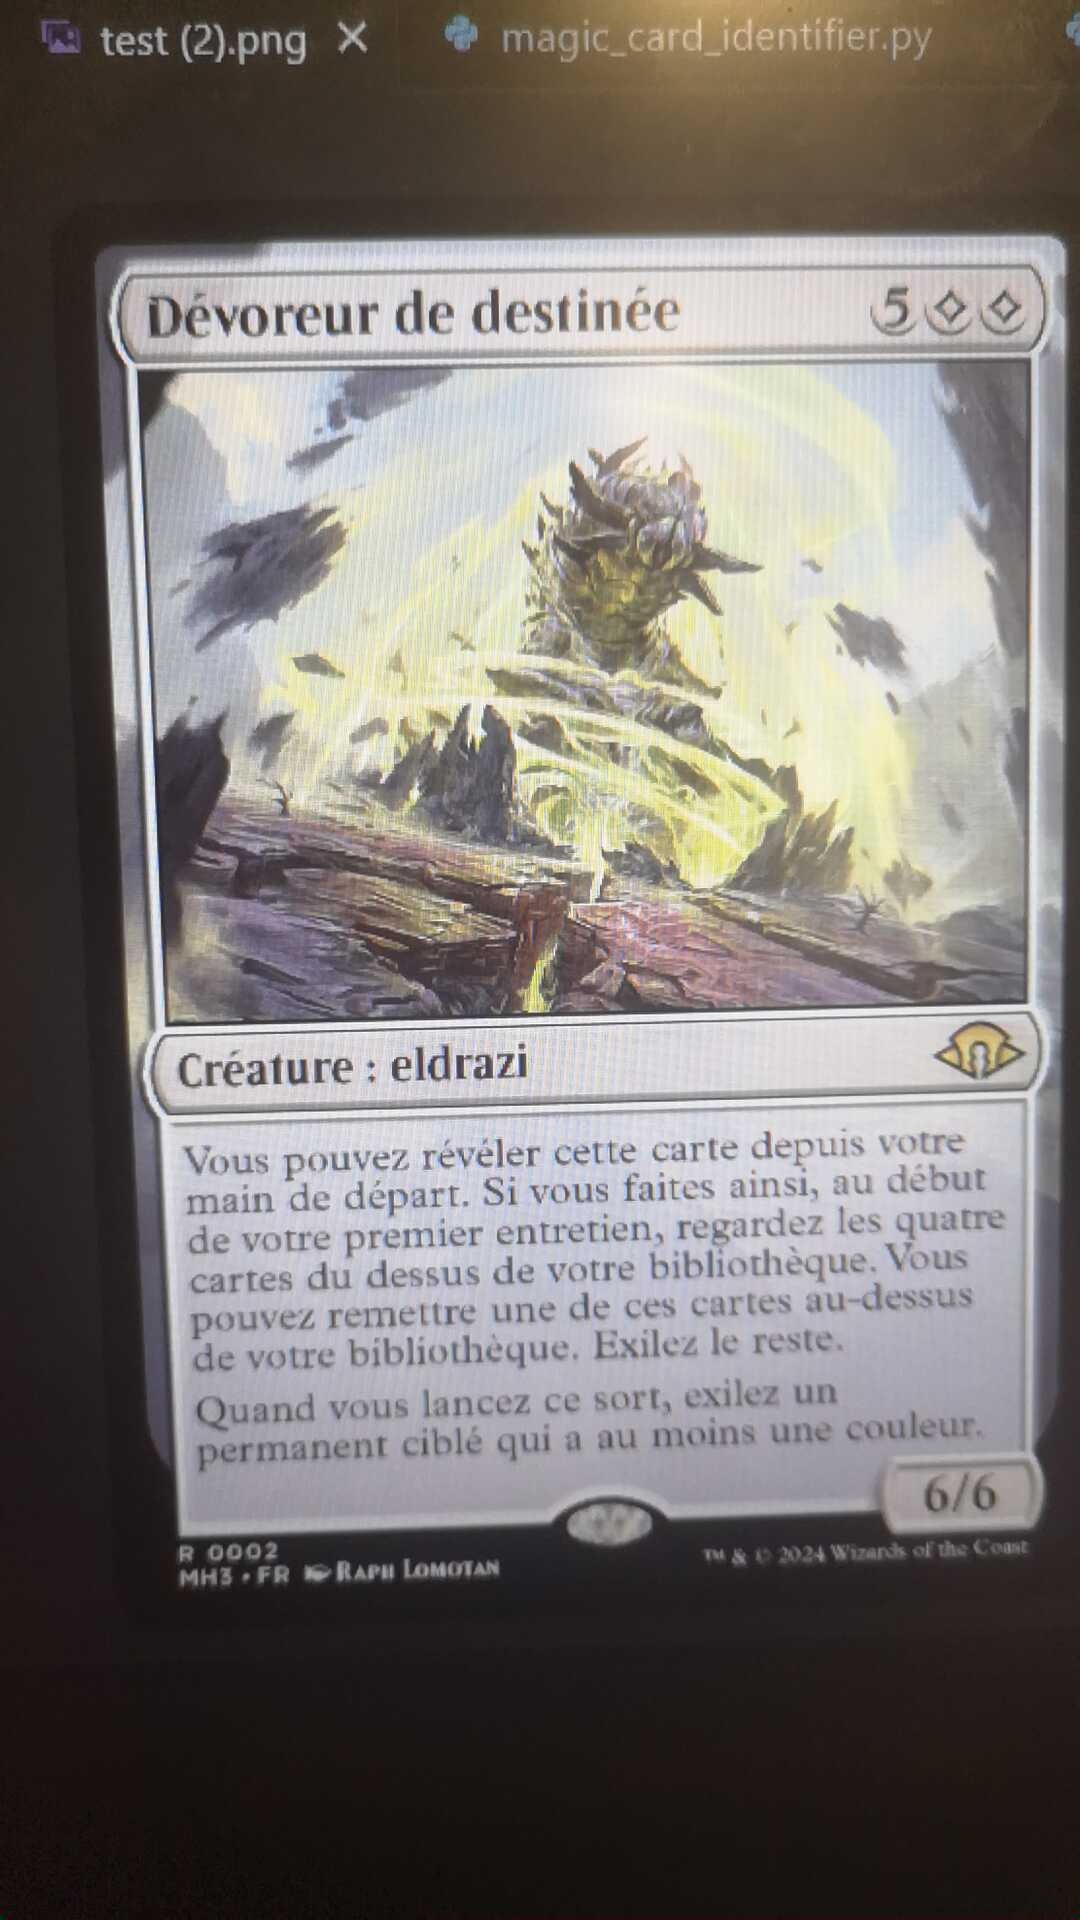 test (2).png
magic_card_identifier.py
Dévoreur de destinée 5
Créature : eldrazi
Vous pouvez révéler cette carte depuis votre
main de départ. Si vous faites ainsi, au début
de votre premier entretien, regardez les quatre
cartes du dessus de votre bibliothèque. Vous
pouvez remettre une de ces cartes au-dessus
de votre bibliothèque. Exilez le reste.
Quand vous lancez ce sort, exilez un
permanent ciblé qui a au moins une couleur.
6/6
R 0002
MH3 • FR Raph Lomotan
™ & © 2024 Wizards of the Coast